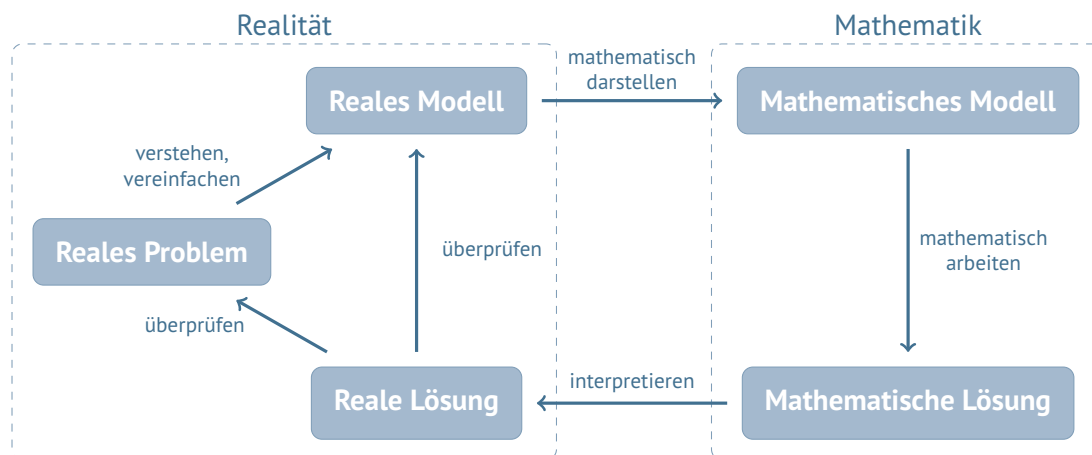 Realität
Mathematik
mathematisch
darstellen
Reales Modell
Mathematisches Modell
verstehen,
vereinfachen
Reales Problem
überprüfen
mathematisch
arbeiten
überprüfen
interpretieren
Reale Lösung
Mathematische Lösung